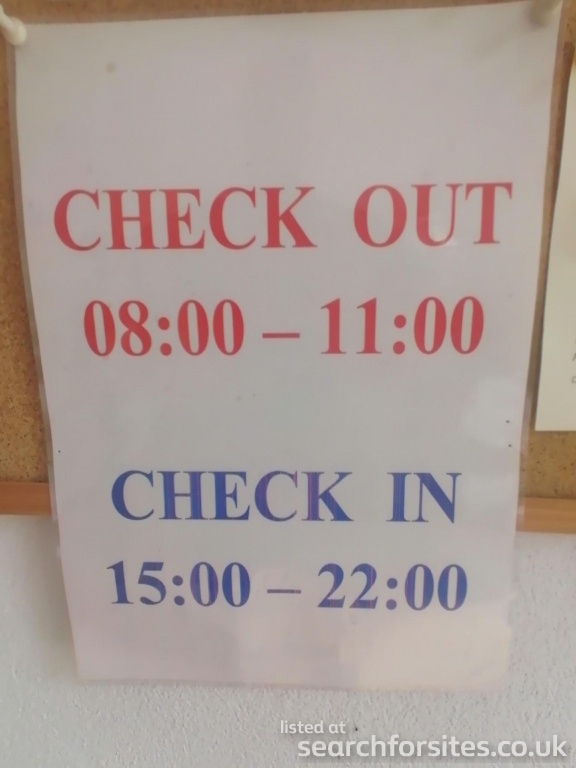 CHECK OUT
08:00 – 11:00
CHECK IN
15:00 – 22:00
listed at
searchforsites.co.uk